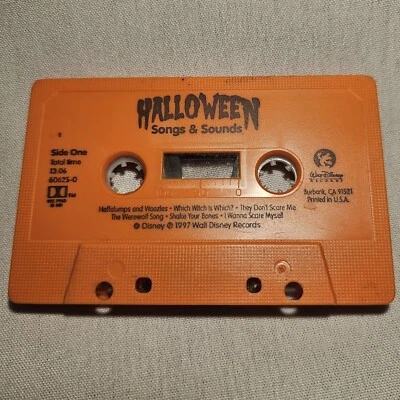 HALLOWEEN
Songs & Sounds
Side One
Total time
13:06
60625-0
TM
WALT DISNEY
RECORDS
Burbank, CA 91521
Printed in U.S.A.
Heffalumps and Woozles • Which Witch is Which? • They Don't Scare Me
The Werewolf Song • Shake Your Bones • I Wanna Scare Myself
© Disney ℗ 1997 Walt Disney Records